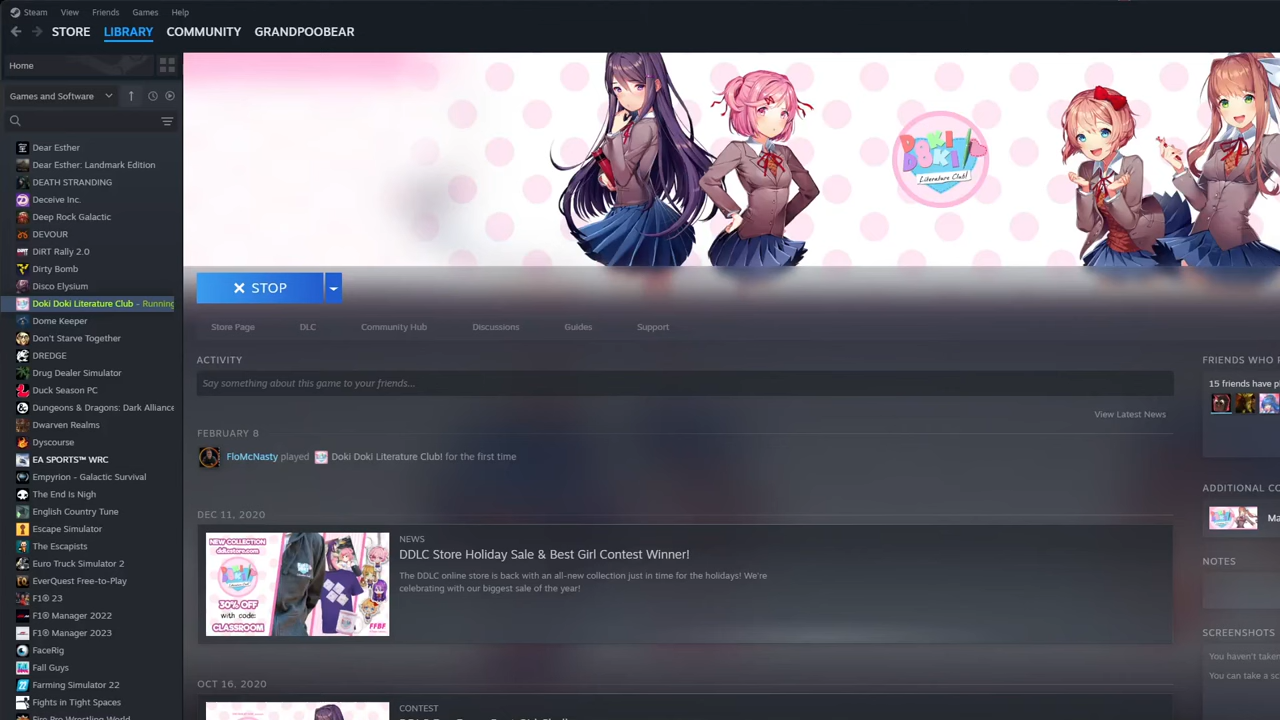 Steam View Friends Games Help
STORE LIBRARY COMMUNITY GRANDPOOBEAR
Home
Games and Software
Dear Esther
Dear Esther: Landmark Edition
DEATH STRANDING
Deceive Inc.
Deep Rock Galactic
DEVOUR
DiRT Rally 2.0
Dirty Bomb
Disco Elysium
Doki Doki Literature Club - Running
Dome Keeper
Don't Starve Together
DREDGE
Drug Dealer Simulator
Duck Season PC
Dungeons & Dragons: Dark Alliance
Dwarven Realms
Dyscourse
EA SPORTS™ WRC
Empyrion - Galactic Survival
The End Is Nigh
English Country Tune
Escape Simulator
The Escapists
Euro Truck Simulator 2
EverQuest Free-to-Play
F1® 23
F1® Manager 2022
F1® Manager 2023
FaceRig
Fall Guys
Farming Simulator 22
Fights in Tight Spaces
Fire Pro Wrestling World
DOKI
DOKI
Literature Club!
STOP
Store Page DLC Community Hub Discussions Guides Support
ACTIVITY
Say something about this game to your friends...
View Latest News
FEBRUARY 8
FloMcNasty played Doki Doki Literature Club! for the first time
DEC 11, 2020
NEW COLLECTION
ddlcstore.com
30% OFF
with code:
CLASSROOM
FFBF
NEWS
DDLC Store Holiday Sale & Best Girl Contest Winner!
The DDLC online store is back with an all-new collection just in time for the holidays! We're
celebrating with our biggest sale of the year!
OCT 16, 2020
CONTEST
FRIENDS WHO
15 friends have
ADDITIONAL
NOTES
SCREENSHOTS
You haven't taken
You can take a